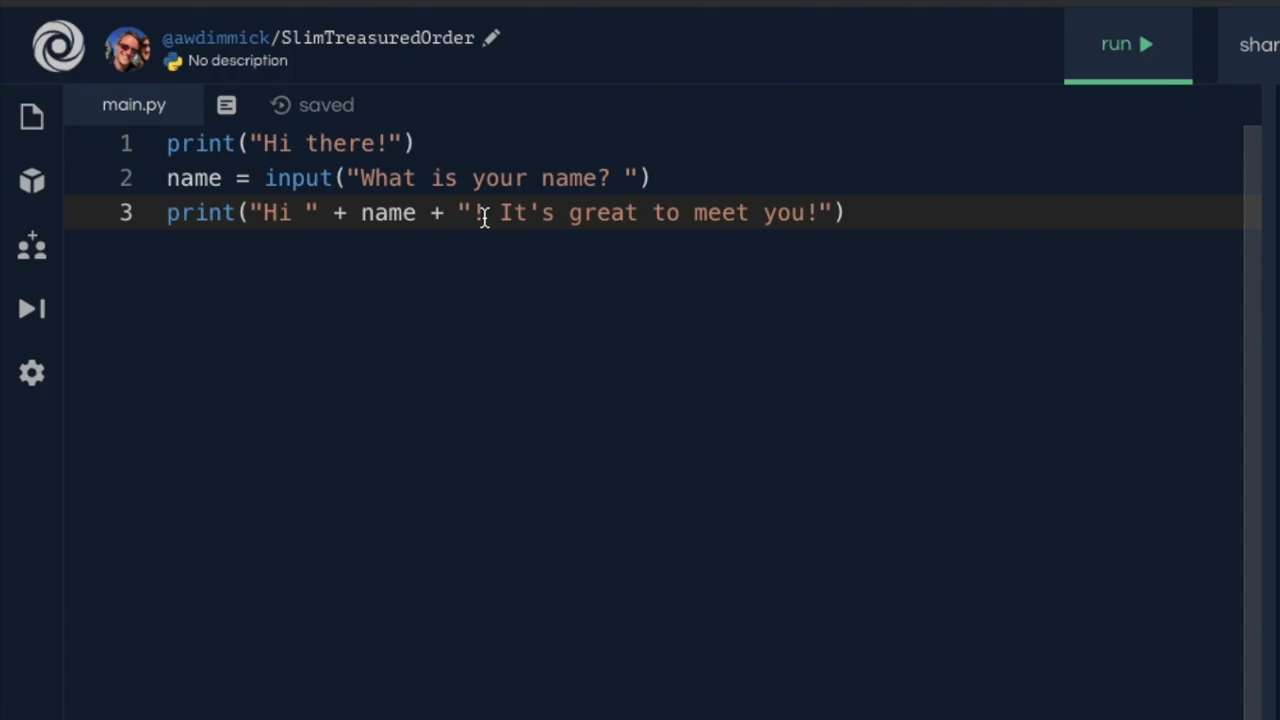 @awdimmick/SlimTreasuredOrder
No description
run
shar
main.py
saved
1 print("Hi there!")
2 name = input("What is your name? ")
3 print("Hi " + name + "! It's great to meet you!")